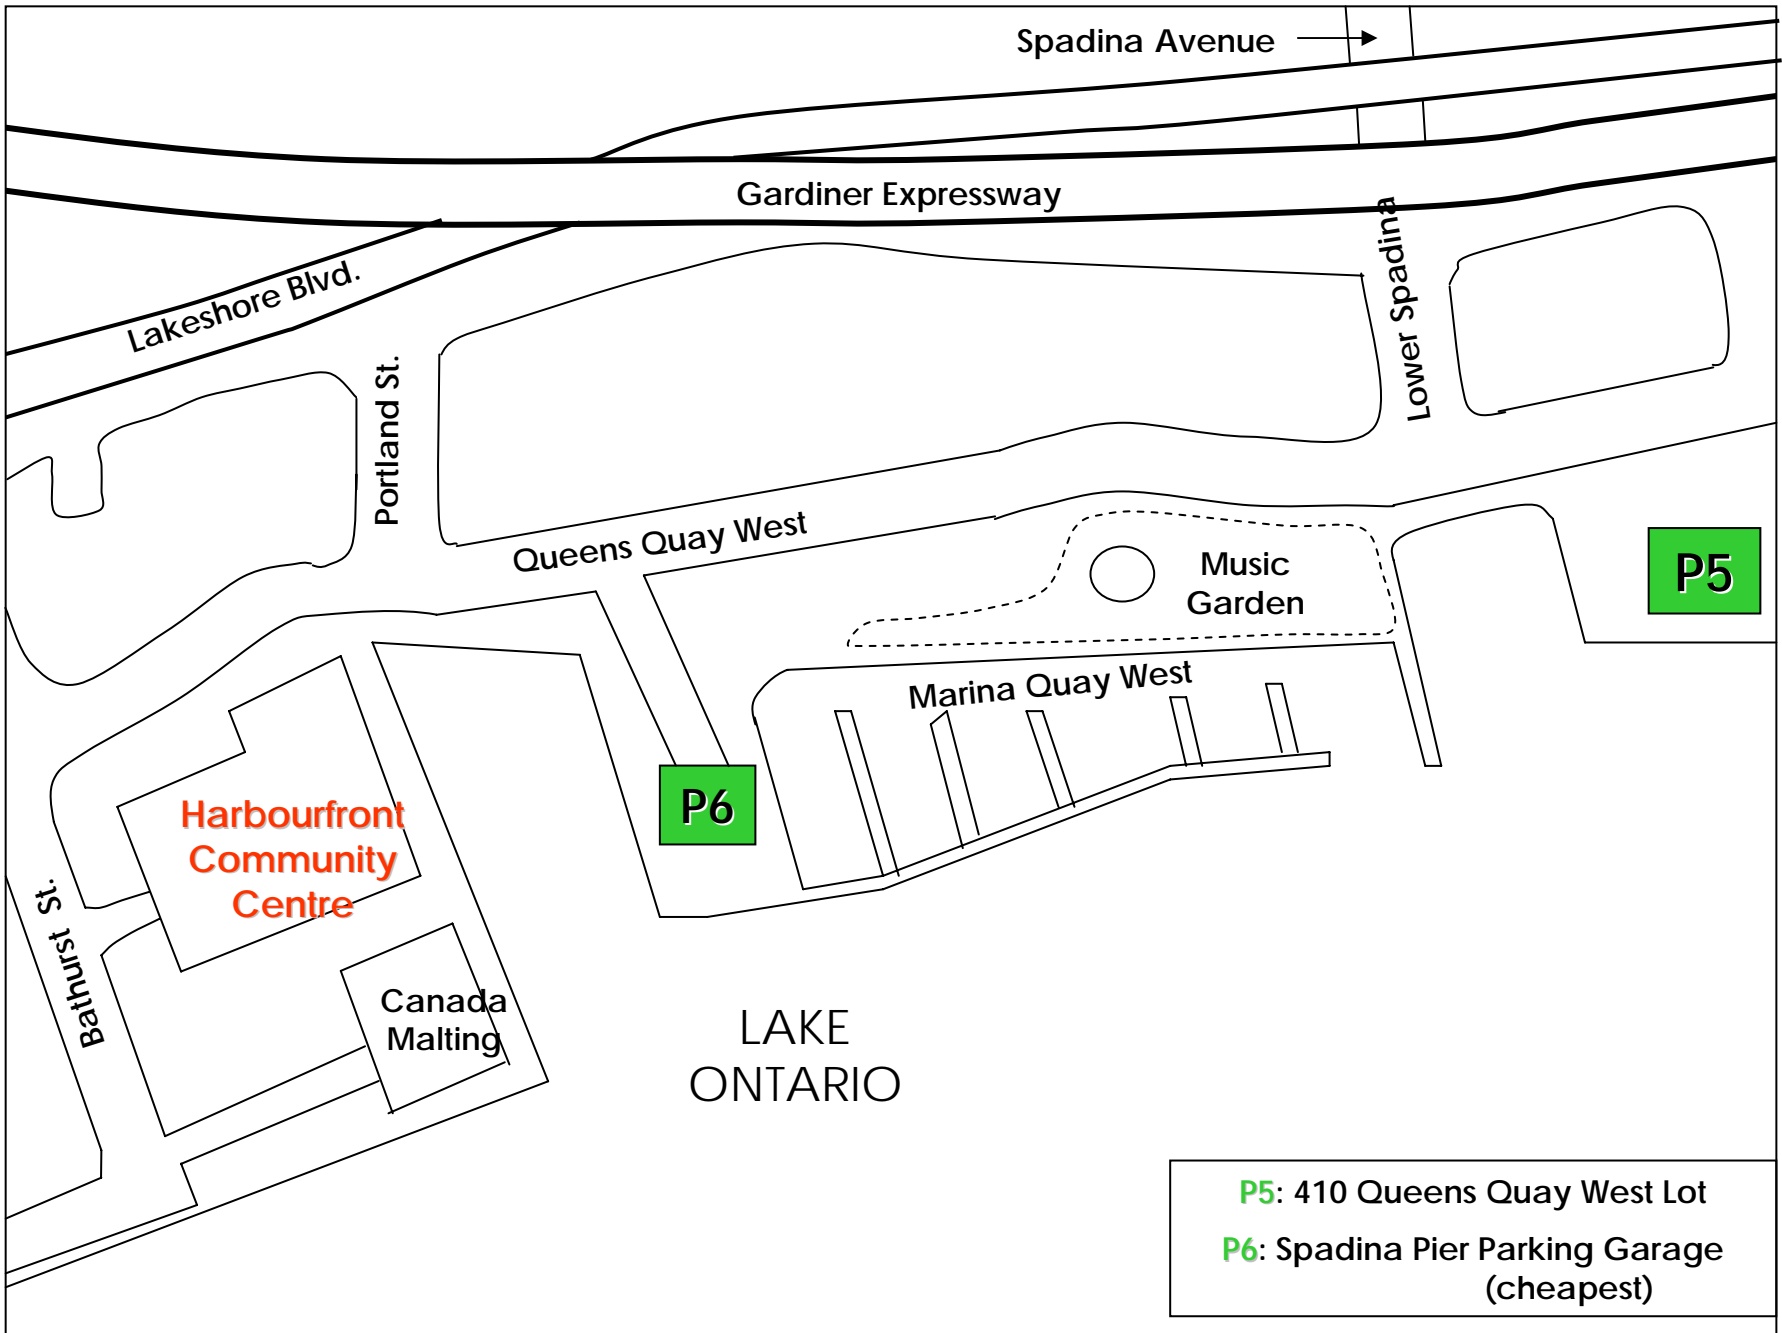 Spadina Avenue
Gardiner Expressway
Lakeshore Blvd.
Lower Spadina
Portland St.
Queens Quay West
Music
Garden
P5
Marina Quay West
P6
Harbourfront
Community
Centre
Bathurst St.
Canada
Malting
LAKE
ONTARIO
P5: 410 Queens Quay West Lot
P6: Spadina Pier Parking Garage
(cheapest)